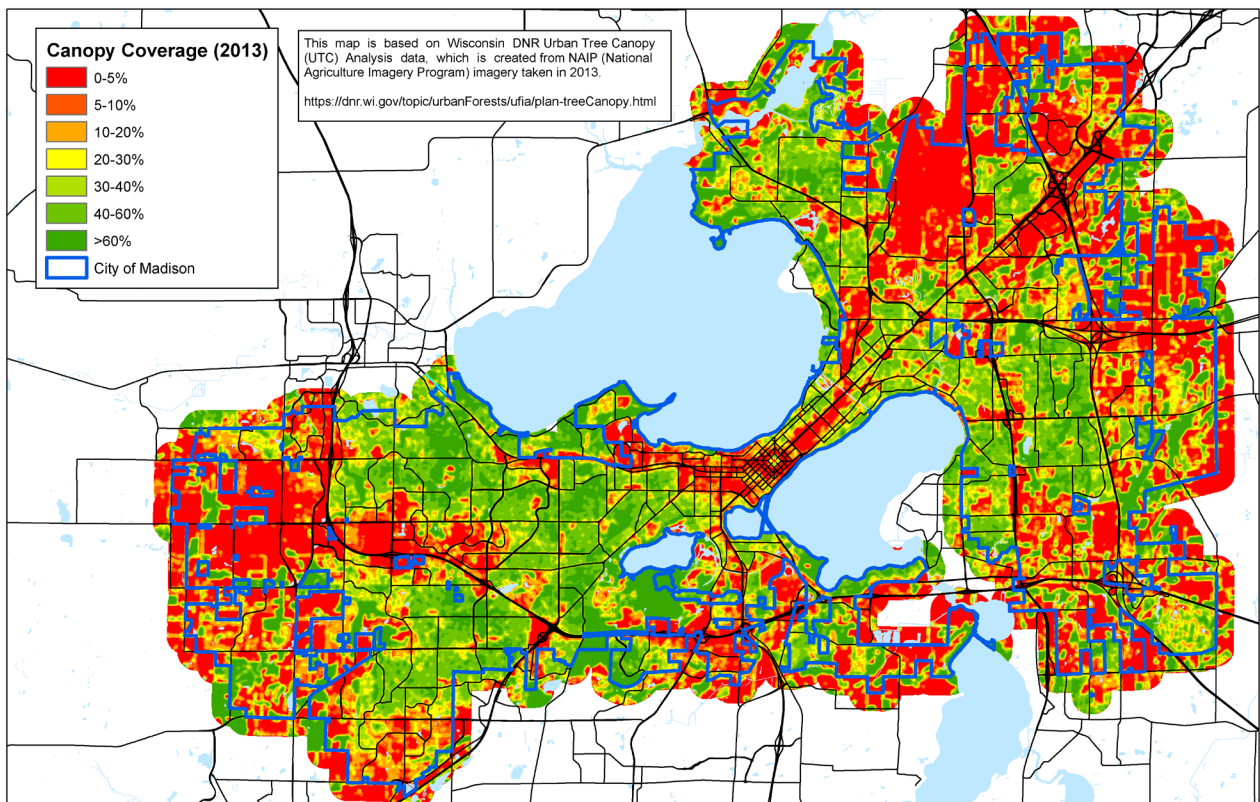 Canopy Coverage (2013)
0-5%
5-10%
10-20%
20-30%
30-40%
40-60%
>60%
City of Madison
This map is based on Wisconsin DNR Urban Tree Canopy
(UTC) Analysis data, which is created from NAIP (National
Agriculture Imagery Program) imagery taken in 2013.
https://dnr.wi.gov/topic/urbanForests/ufia/plan-treeCanopy.html